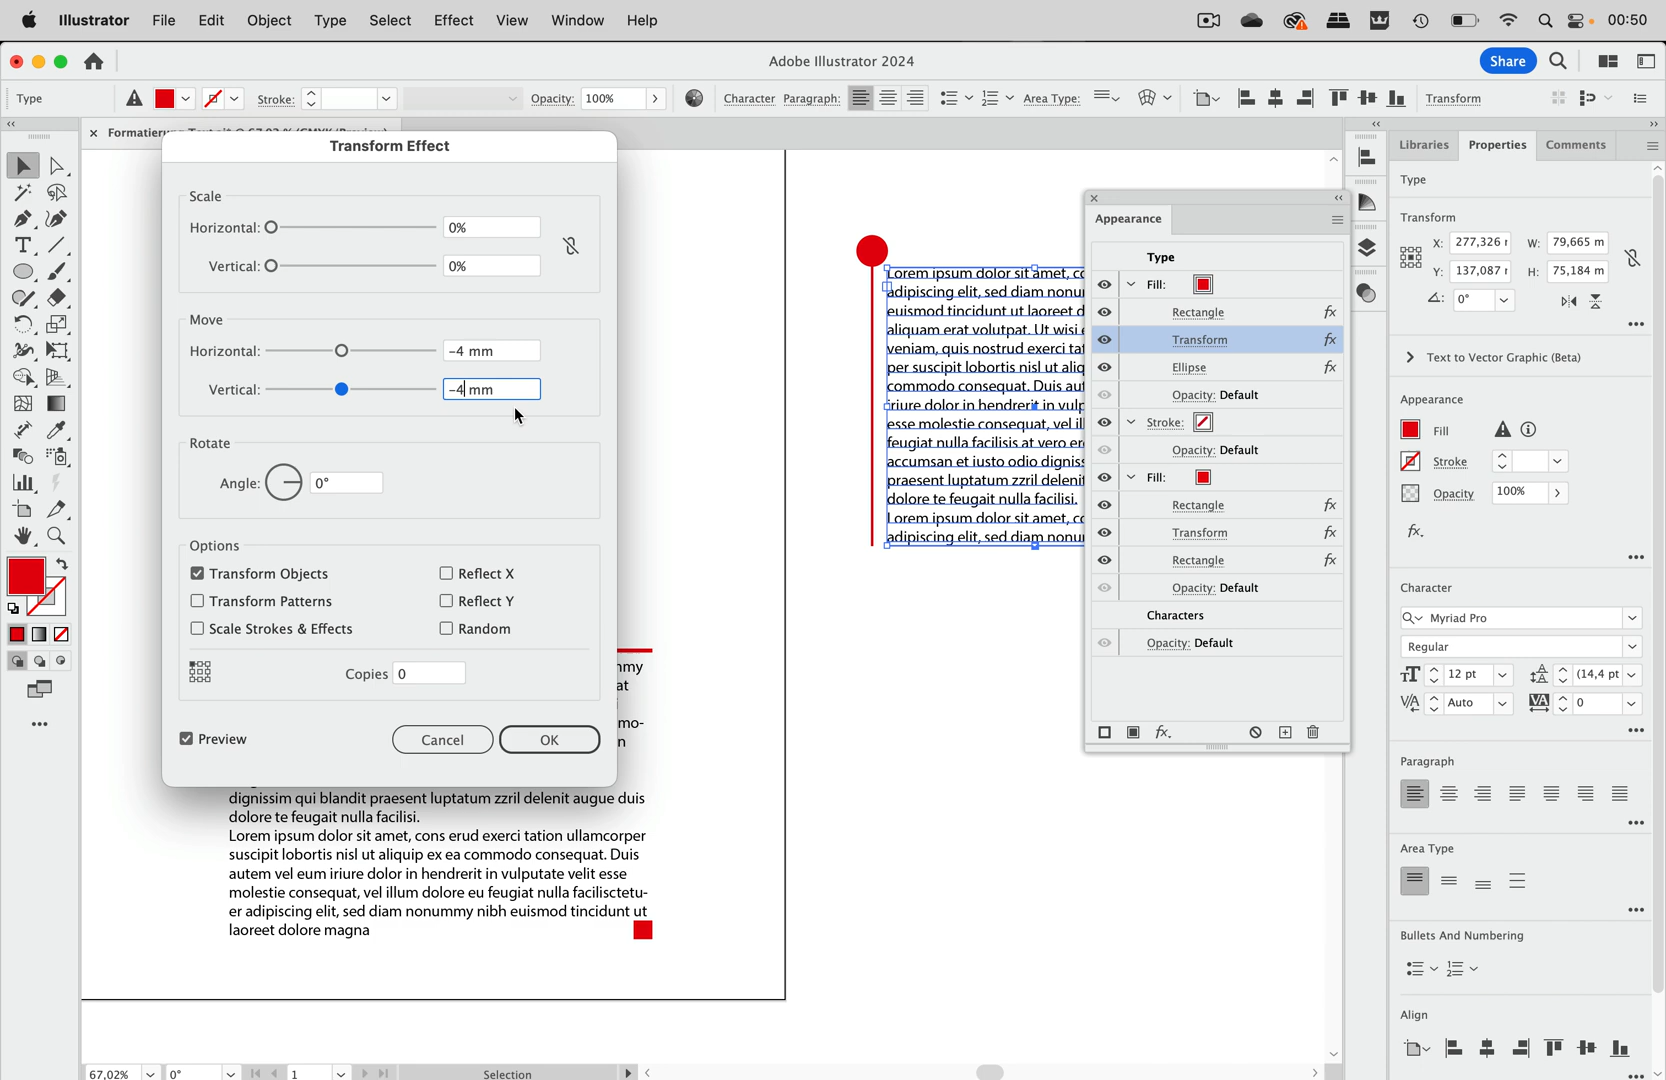 Illustrator File Edit Object Type Select Effect View Window Help 00:50
Adobe Illustrator 2024
Share
Type Stroke: Opacity: 100% Character Paragraph: Area Type: Transform
Transform Effect
Scale
Horizontal: 0%
Vertical: 0%
Move
Horizontal: -4 mm
Vertical: -4 mm
Rotate
Angle: 0°
Options
Transform Objects
Reflect X
Transform Patterns
Reflect Y
Scale Strokes & Effects
Random
Copies 0
Preview
Cancel
OK
mmy
at
mo-
n
dignissim qui blandit praesent luptatum zzril delenit augue duis
dolore te feugait nulla facilisi.
Lorem ipsum dolor sit amet, cons erud exerci tation ullamcorper
suscipit lobortis nisl ut aliquip ex ea commodo consequat. Duis
autem vel eum iriure dolor in hendrerit in vulputate velit esse
molestie consequat, vel illum dolore eu feugiat nulla facilisctetu-
er adipiscing elit, sed diam nonummy nibh euismod tincidunt ut
laoreet dolore magna
Lorem ipsum dolor sit amet, co
adipiscing elit, sed diam nonu
euismod tincidunt ut laoreet d
aliquam erat volutpat. Ut wisi e
veniam, quis nostrud exerci tat
per suscipit lobortis nisl ut aliq
commodo consequat. Duis aut
iriure dolor in hendrerit in vulp
esse molestie consequat, vel ill
feugiat nulla facilisis at vero er
accumsan et iusto odio digniss
praesent luptatum zzril delenit
dolore te feugait nulla facilisi.
Lorem ipsum dolor sit amet, co
adipiscing elit, sed diam nonu
Appearance
Type
Fill:
Rectangle fx
Transform fx
Ellipse fx
Opacity: Default
Stroke:
Opacity: Default
Fill:
Rectangle fx
Transform fx
Rectangle fx
Opacity: Default
Characters
Opacity: Default
fx.
Libraries Properties Comments
Type
Transform
X: 277,326 W: 79,665 m
Y: 137,087 H: 75,184 m
0°
Text to Vector Graphic (Beta)
Appearance
Fill
Stroke
Opacity 100%
fx.
Character
Myriad Pro
Regular
12 pt (14,4 pt
Auto 0
Paragraph
Area Type
Bullets And Numbering
Align
67,02% 0° 1 Selection